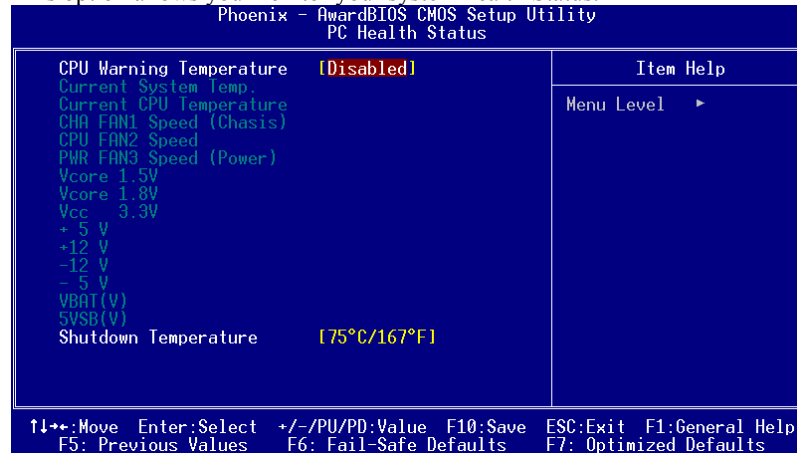 Phoenix - AwardBIOS CMOS Setup Utility
PC Health Status
CPU Warning Temperature [Disabled]
Current System Temp.
Current CPU Temperature
CHA FAN1 Speed (Chasis)
CPU FAN2 Speed
PWR FAN3 Speed (Power)
Vcore 1.5V
Vcore 1.8V
Vcc 3.3V
+ 5 V
+12 V
-12 V
- 5 V
VBAT(V)
5VSB(V)
Shutdown Temperature [75°C/167°F]
Item Help
Menu Level ►
↑↓→←:Move Enter:Select +/-/PU/PD:Value F10:Save ESC:Exit F1:General Help
F5: Previous Values F6: Fail-Safe Defaults F7: Optimized Defaults